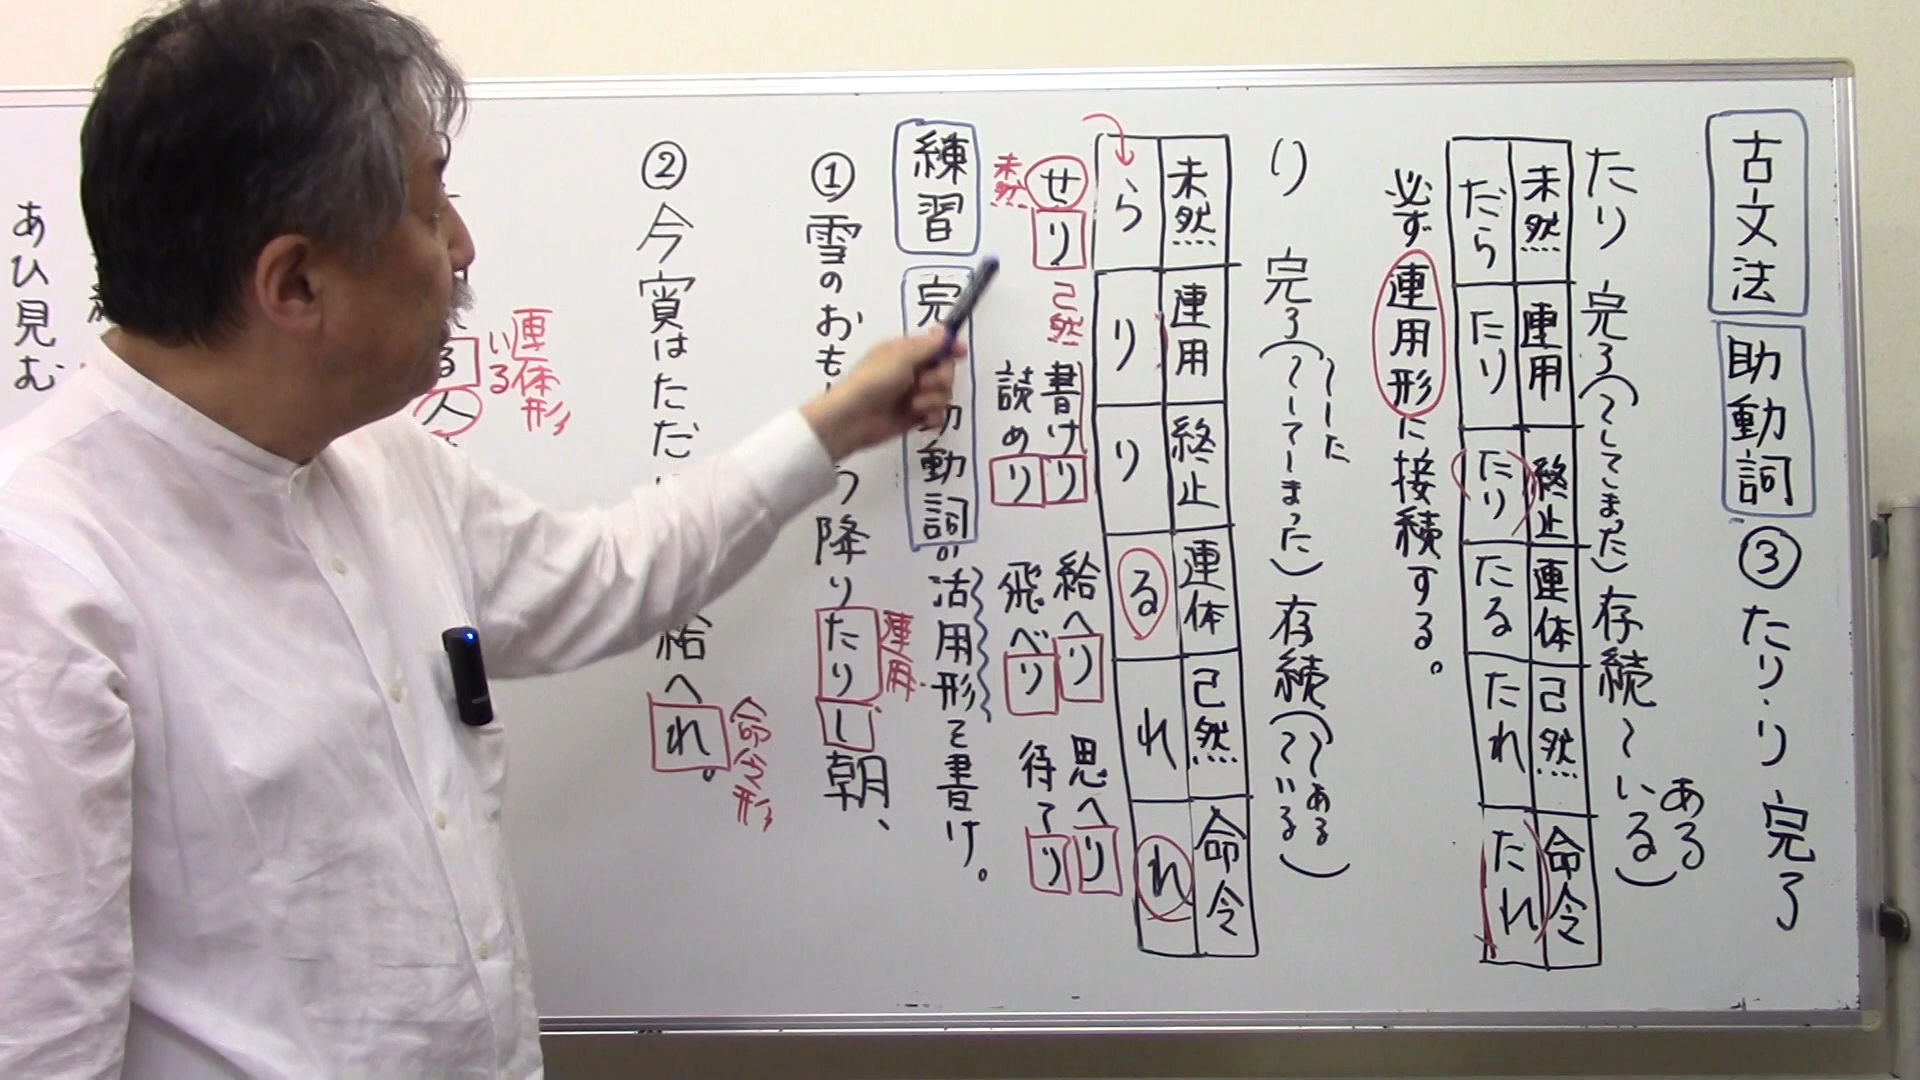 古文法 助動詞 ③ たり・り 完了
たり 完了(〜してしまった) 存続〜いる)
ある
未然 連用 終止 連体 已然 命令
たら たり たり たる たれ たれ
必ず連用形に接続する。
り 完了(〜してしまった) 存続(〜ている)
〜した
〜てある
未然 連用 終止 連体 已然 命令
ら り り る れ れ
せり 已然 書けり 給へり 思へり
未然 読めり 飛べり 待てり
練習
助動詞の活用形を書け。
①雪のおも
降りたりし朝、
連用
②今宵はただ
給へれ。
命令形
る人
いる
連体形
あひ見む